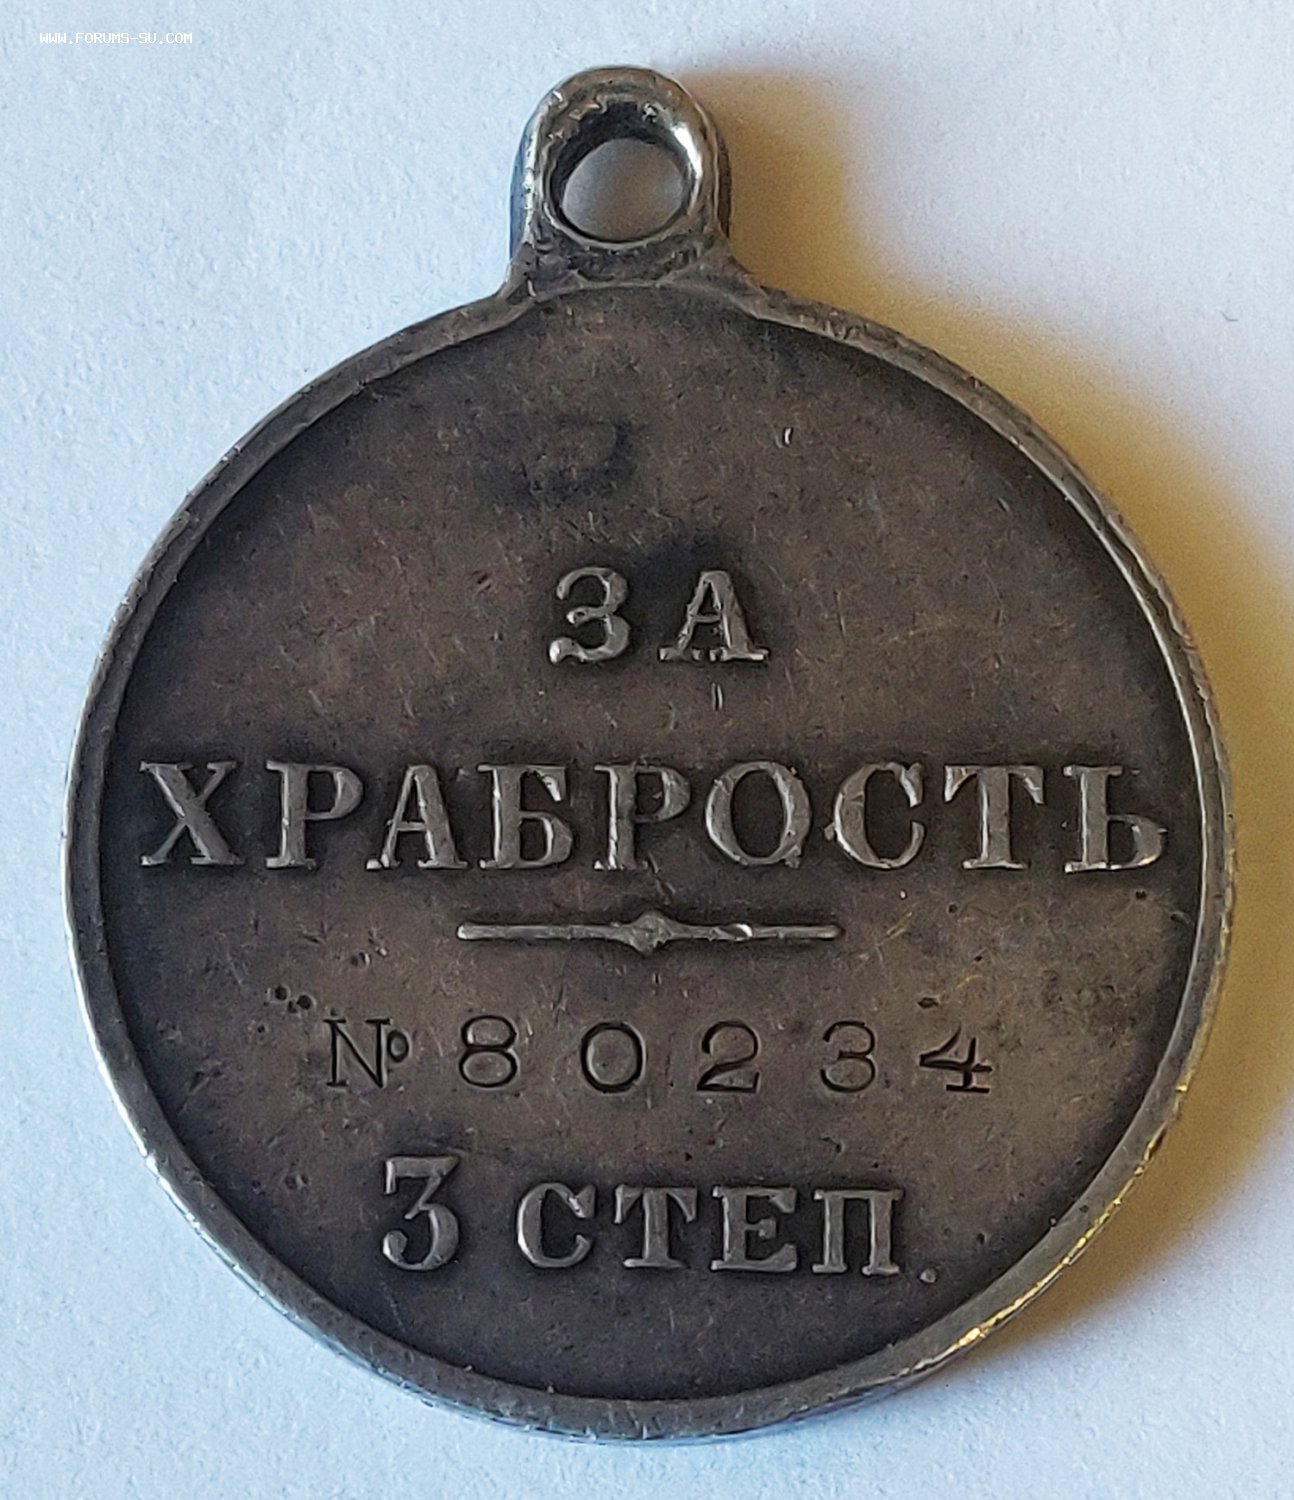 WWW.FORUMS-SU.COM
ЗА
ХРАБРОСТЬ
№ 80234
3 СТЕП.